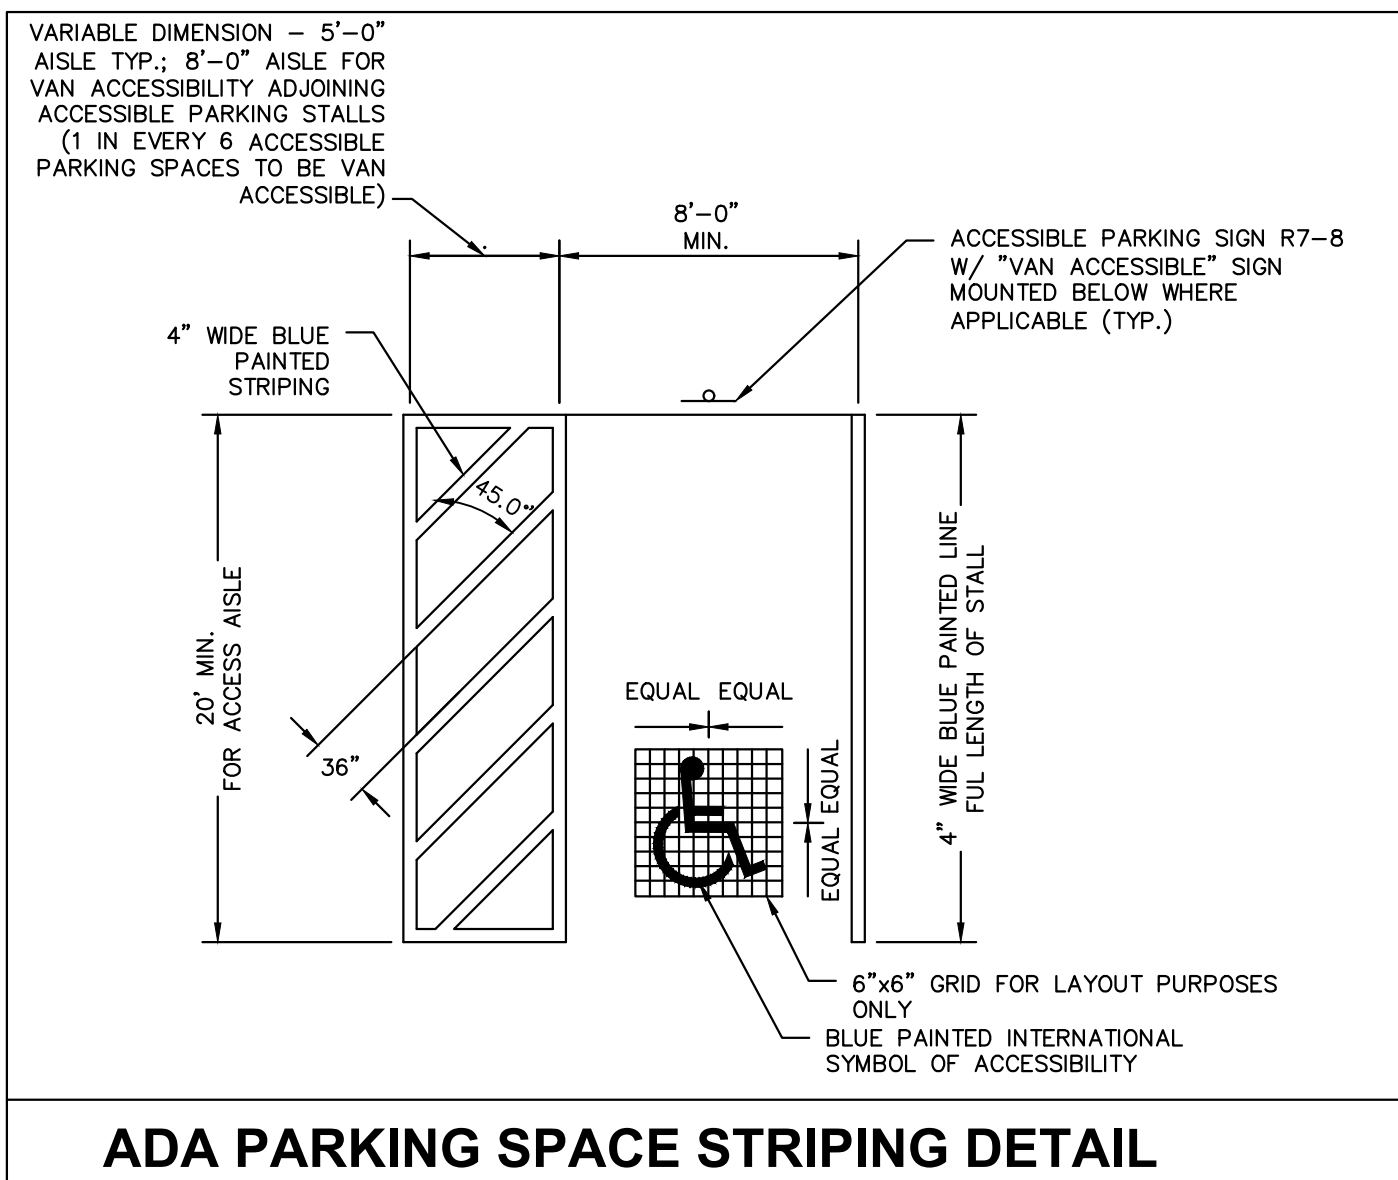 VARIABLE DIMENSION – 5'–0"
AISLE TYP.; 8'–0" AISLE FOR
VAN ACCESSIBILITY ADJOINING
ACCESSIBLE PARKING STALLS
(1 IN EVERY 6 ACCESSIBLE
PARKING SPACES TO BE VAN
ACCESSIBLE)
8'–0"
MIN.
ACCESSIBLE PARKING SIGN R7–8
W/ "VAN ACCESSIBLE" SIGN
MOUNTED BELOW WHERE
APPLICABLE (TYP.)
4" WIDE BLUE
PAINTED
STRIPING
45.0°
20' MIN.
FOR ACCESS AISLE
36"
EQUAL EQUAL
EQUAL EQUAL
4" WIDE BLUE PAINTED LINE
FUL LENGTH OF STALL
6"x6" GRID FOR LAYOUT PURPOSES
ONLY
BLUE PAINTED INTERNATIONAL
SYMBOL OF ACCESSIBILITY
ADA PARKING SPACE STRIPING DETAIL